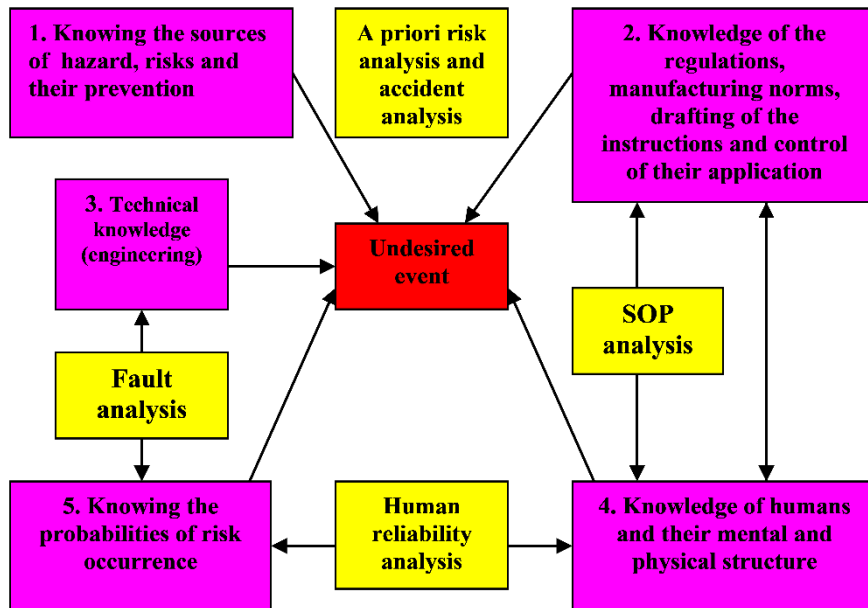 1. Knowing the sources
of hazard, risks and
their prevention
A priori risk
analysis and
accident
analysis
2. Knowledge of the
regulations,
manufacturing norms,
drafting of the
instructions and control
of their application
3. Technical
knowledge
(engineering)
Undesired
event
SOP
analysis
Fault
analysis
5. Knowing the
probabilities of risk
occurrence
Human
reliability
analysis
4. Knowledge of humans
and their mental and
physical structure